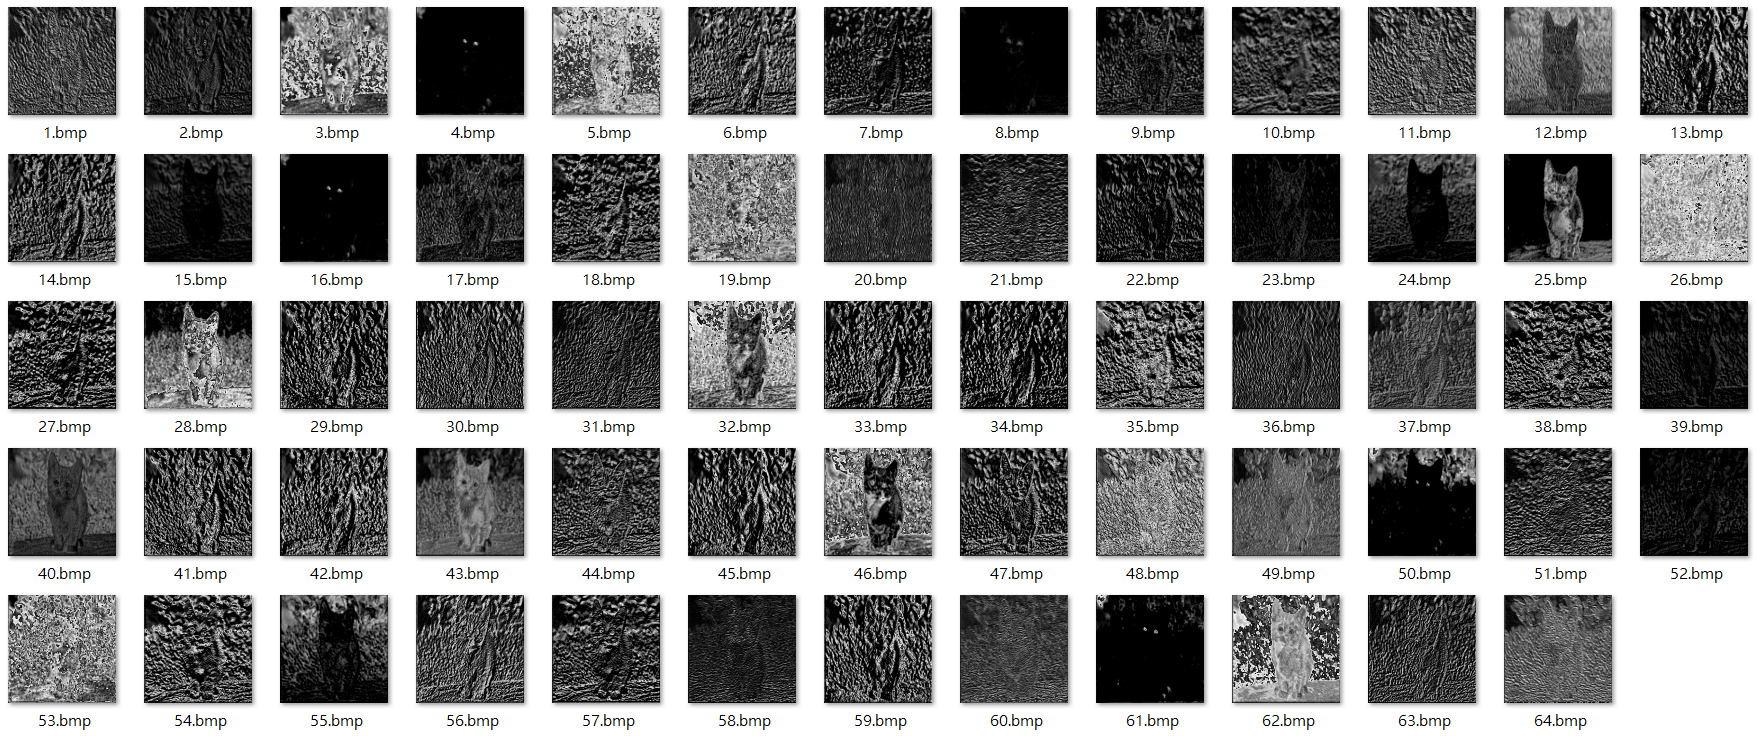 1.bmp 2.bmp 3.bmp 4.bmp 5.bmp 6.bmp 7.bmp 8.bmp 9.bmp 10.bmp 11.bmp 12.bmp 13.bmp
14.bmp 15.bmp 16.bmp 17.bmp 18.bmp 19.bmp 20.bmp 21.bmp 22.bmp 23.bmp 24.bmp 25.bmp 26.bmp
27.bmp 28.bmp 29.bmp 30.bmp 31.bmp 32.bmp 33.bmp 34.bmp 35.bmp 36.bmp 37.bmp 38.bmp 39.bmp
40.bmp 41.bmp 42.bmp 43.bmp 44.bmp 45.bmp 46.bmp 47.bmp 48.bmp 49.bmp 50.bmp 51.bmp 52.bmp
53.bmp 54.bmp 55.bmp 56.bmp 57.bmp 58.bmp 59.bmp 60.bmp 61.bmp 62.bmp 63.bmp 64.bmp